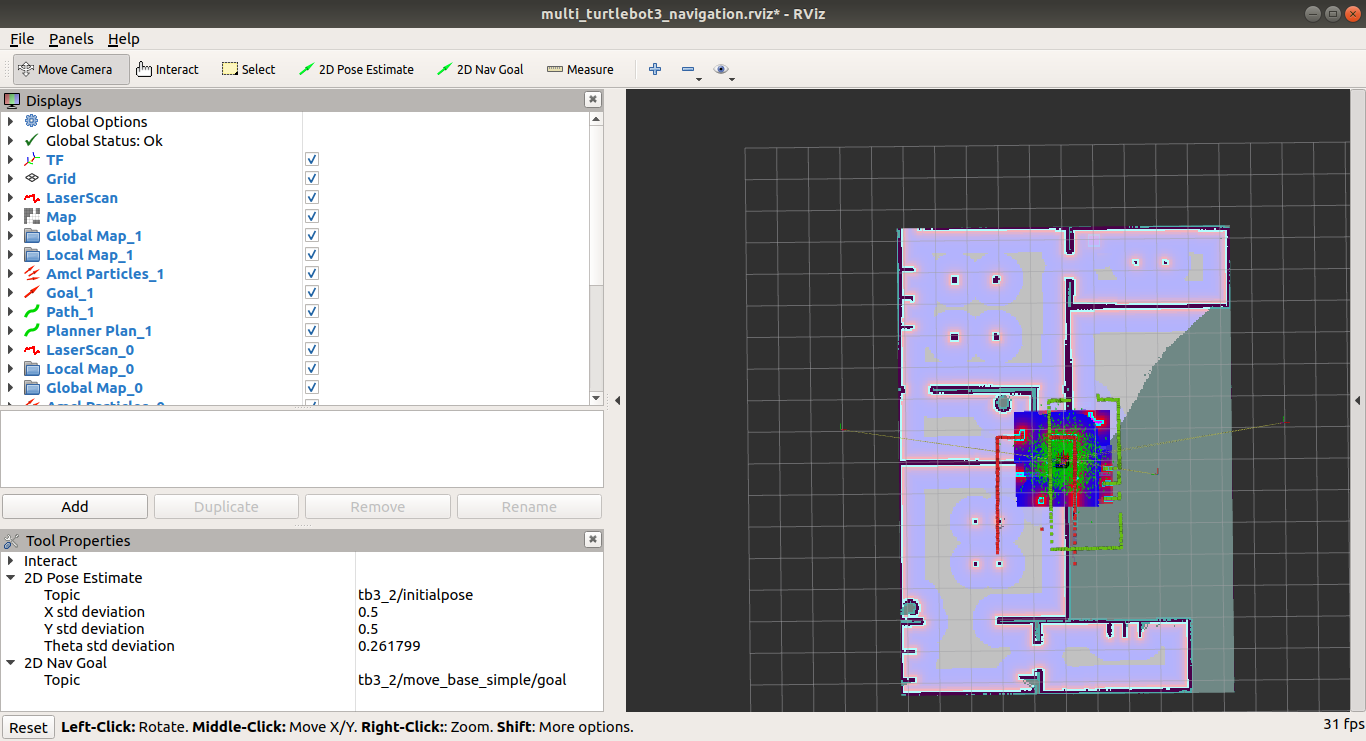 multi_turtlebot3_navigation.rviz* - RViz
File Panels Help
Move Camera Interact Select 2D Pose Estimate 2D Nav Goal Measure
Displays
Global Options
Global Status: Ok
TF
Grid
LaserScan
Map
Global Map_1
Local Map_1
Amcl Particles_1
Goal_1
Path_1
Planner Plan_1
LaserScan_0
Local Map_0
Global Map_0
Amcl Particles_0
Add Duplicate Remove Rename
Tool Properties
Interact
2D Pose Estimate
Topic tb3_2/initialpose
X std deviation 0.5
Y std deviation 0.5
Theta std deviation 0.261799
2D Nav Goal
Topic tb3_2/move_base_simple/goal
Reset Left-Click: Rotate. Middle-Click: Move X/Y. Right-Click:: Zoom. Shift: More options. 31 fps